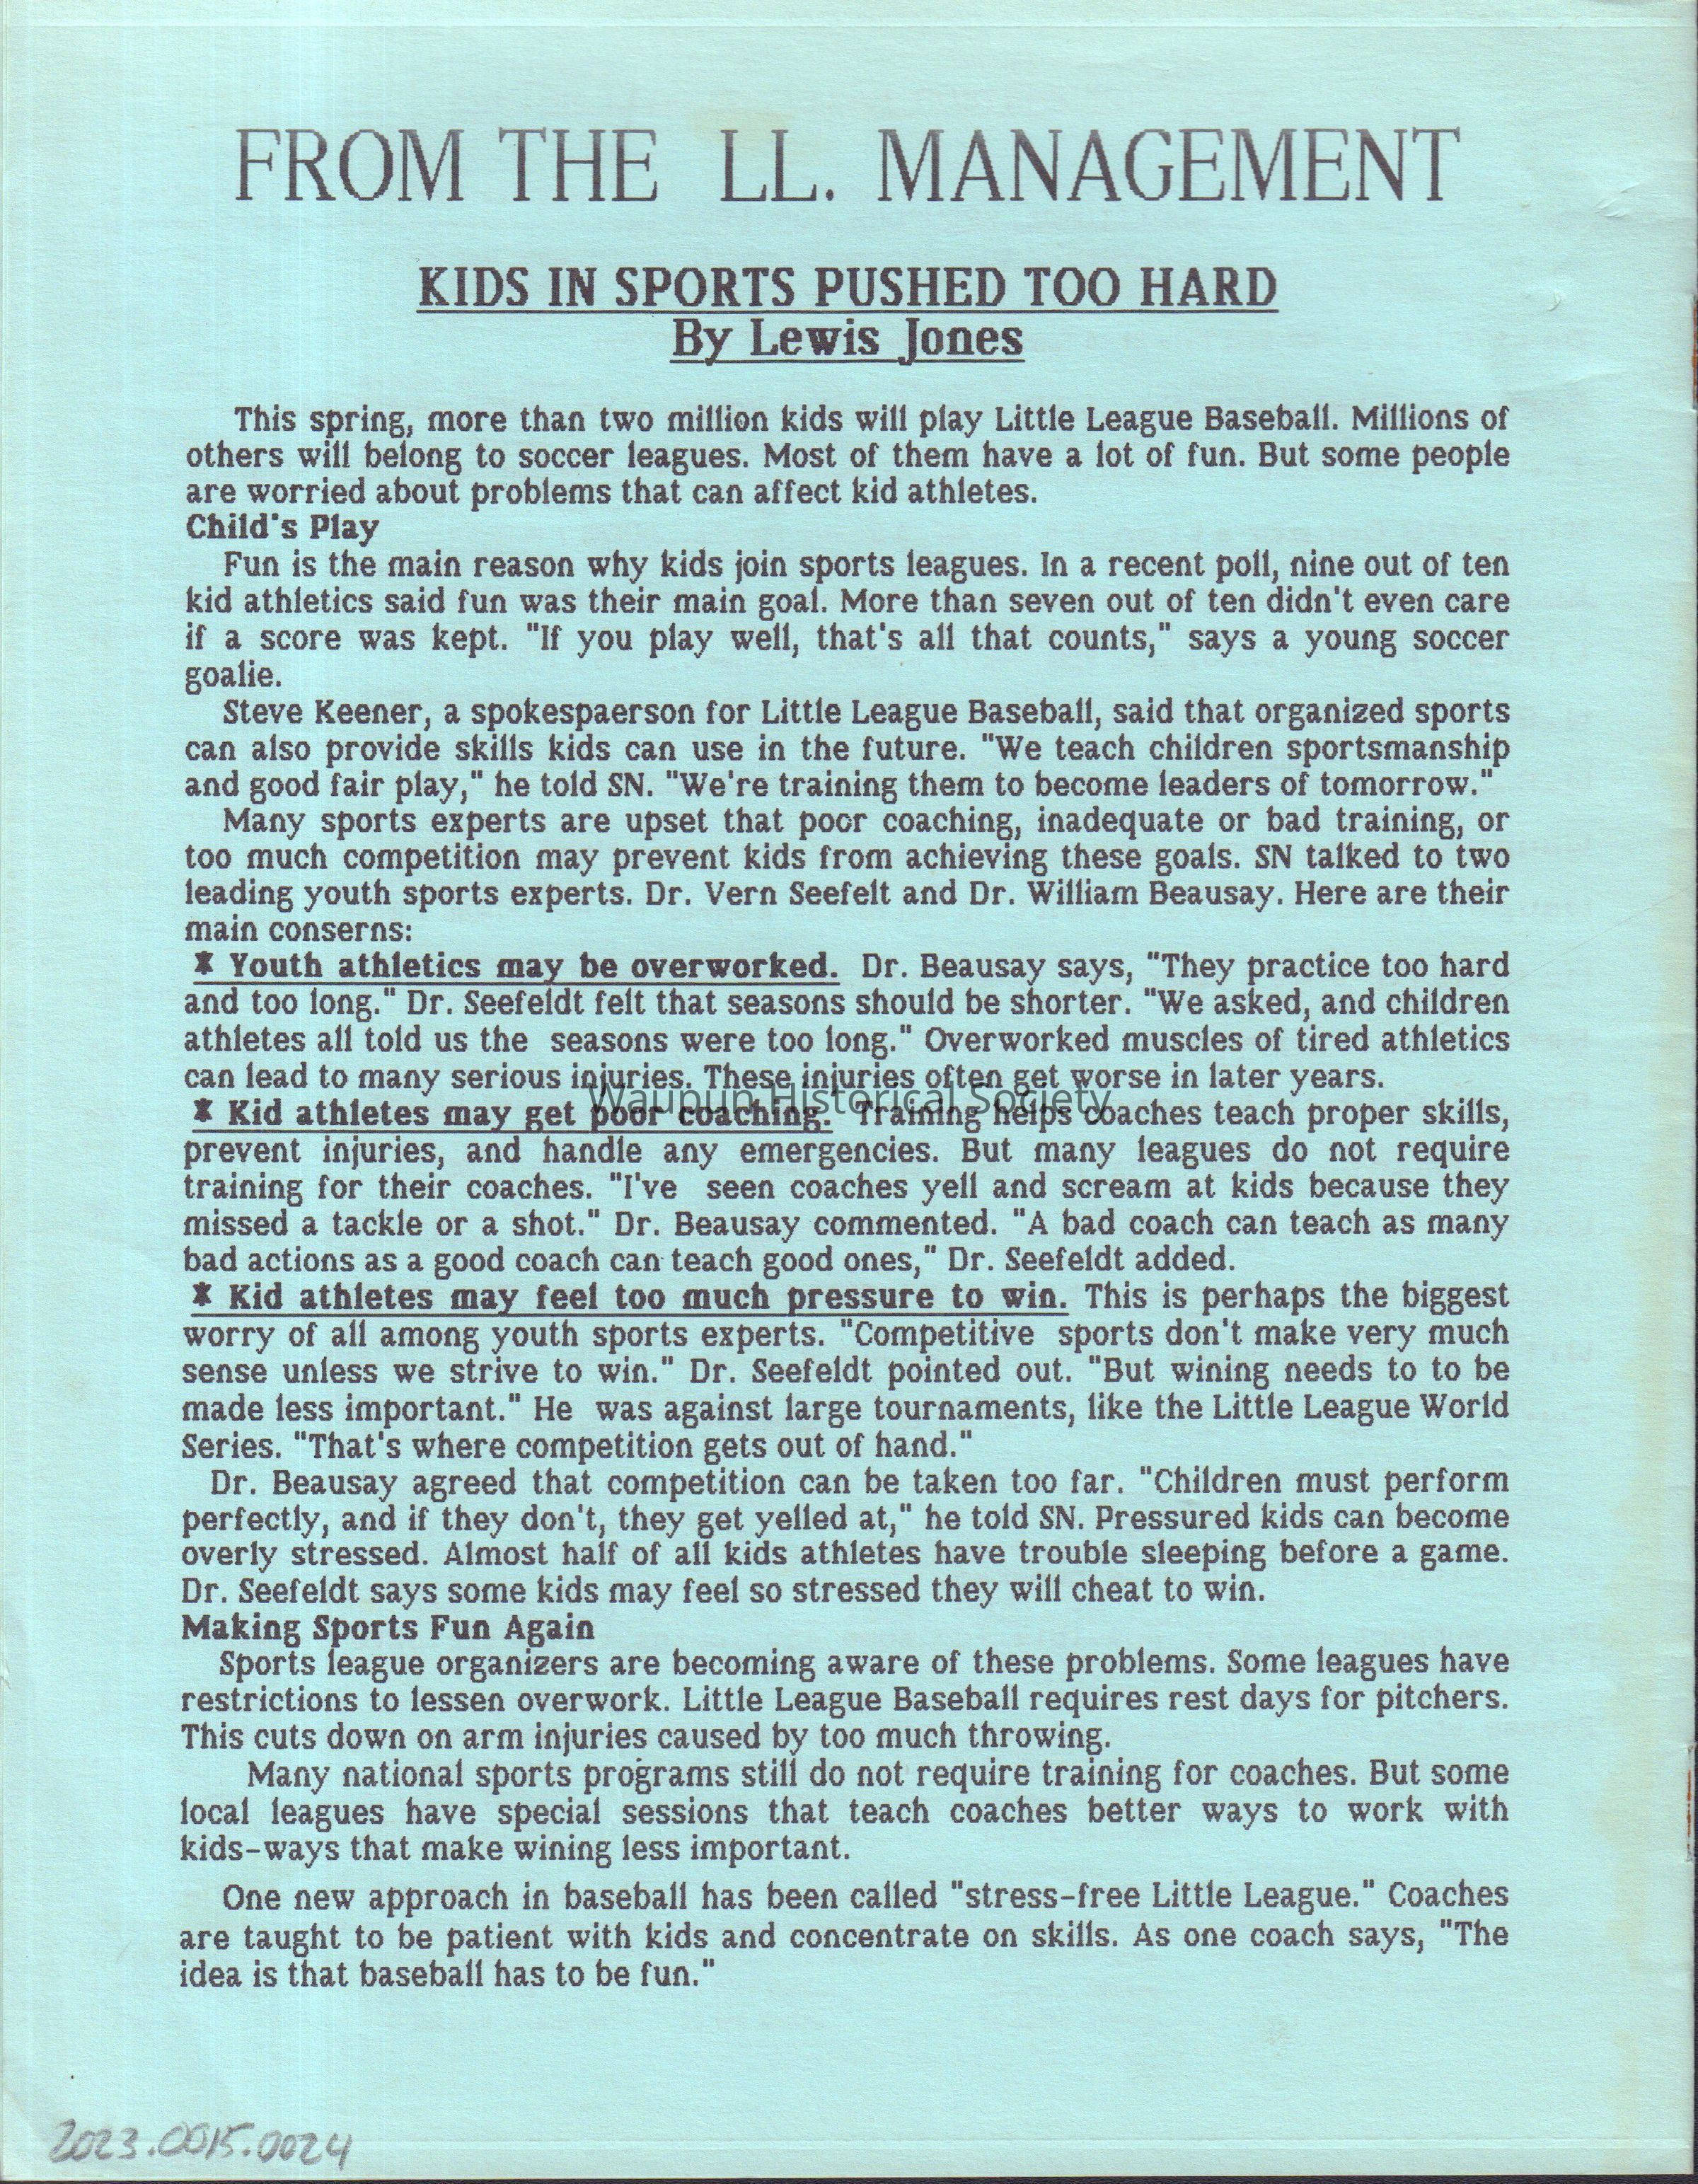 FROM THE LL. MANAGEMENT
KIDS IN SPORTS PUSHED TOO HARD
By Lewis Jones
This spring, more than two million kids will play Little League Baseball. Millions of
others will belong to soccer leagues. Most of them have a lot of fun. But some people
are worried about problems that can affect kid athletes.
Child's Play
Fun is the main reason why kids join sports leagues. In a recent poll, nine out of ten
kid athletics said fun was their main goal. More than seven out of ten didn't even care
if a score was kept. "If you play well, that's all that counts," says a young soccer
goalie.
Steve Keener, a spokespaerson for Little League Baseball, said that organized sports
can also provide skills kids can use in the future. "We teach children sportsmanship
and good fair play," he told SN. "We're training them to become leaders of tomorrow."
Many sports experts are upset that poor coaching, inadequate or bad training, or
too much competition may prevent kids from achieving these goals. SN talked to two
leading youth sports experts. Dr. Vern Seefelt and Dr. William Beausay. Here are their
main conserns:
* Youth athletics may be overworked. Dr. Beausay says, "They practice too hard
and too long." Dr. Seefeldt felt that seasons should be shorter. "We asked, and children
athletes all told us the seasons were too long." Overworked muscles of tired athletics
can lead to many serious injuries. These injuries often get worse in later years.
Waupun Historical Society
* Kid athletes may get poor coaching. Training helps coaches teach proper skills,
prevent injuries, and handle any emergencies. But many leagues do not require
training for their coaches. "I've seen coaches yell and scream at kids because they
missed a tackle or a shot." Dr. Beausay commented. "A bad coach can teach as many
bad actions as a good coach can teach good ones," Dr. Seefeldt added.
* Kid athletes may feel too much pressure to win. This is perhaps the biggest
worry of all among youth sports experts. "Competitive sports don't make very much
sense unless we strive to win." Dr. Seefeldt pointed out. "But wining needs to to be
made less important." He was against large tournaments, like the Little League World
Series. "That's where competition gets out of hand."
Dr. Beausay agreed that competition can be taken too far. "Children must perform
perfectly, and if they don't, they get yelled at," he told SN. Pressured kids can become
overly stressed. Almost half of all kids athletes have trouble sleeping before a game.
Dr. Seefeldt says some kids may feel so stressed they will cheat to win.
Making Sports Fun Again
Sports league organizers are becoming aware of these problems. Some leagues have
restrictions to lessen overwork. Little League Baseball requires rest days for pitchers.
This cuts down on arm injuries caused by too much throwing.
Many national sports programs still do not require training for coaches. But some
local leagues have special sessions that teach coaches better ways to work with
kids-ways that make wining less important.
One new approach in baseball has been called "stress-free Little League." Coaches
are taught to be patient with kids and concentrate on skills. As one coach says, "The
idea is that baseball has to be fun."
2023.0015.0024